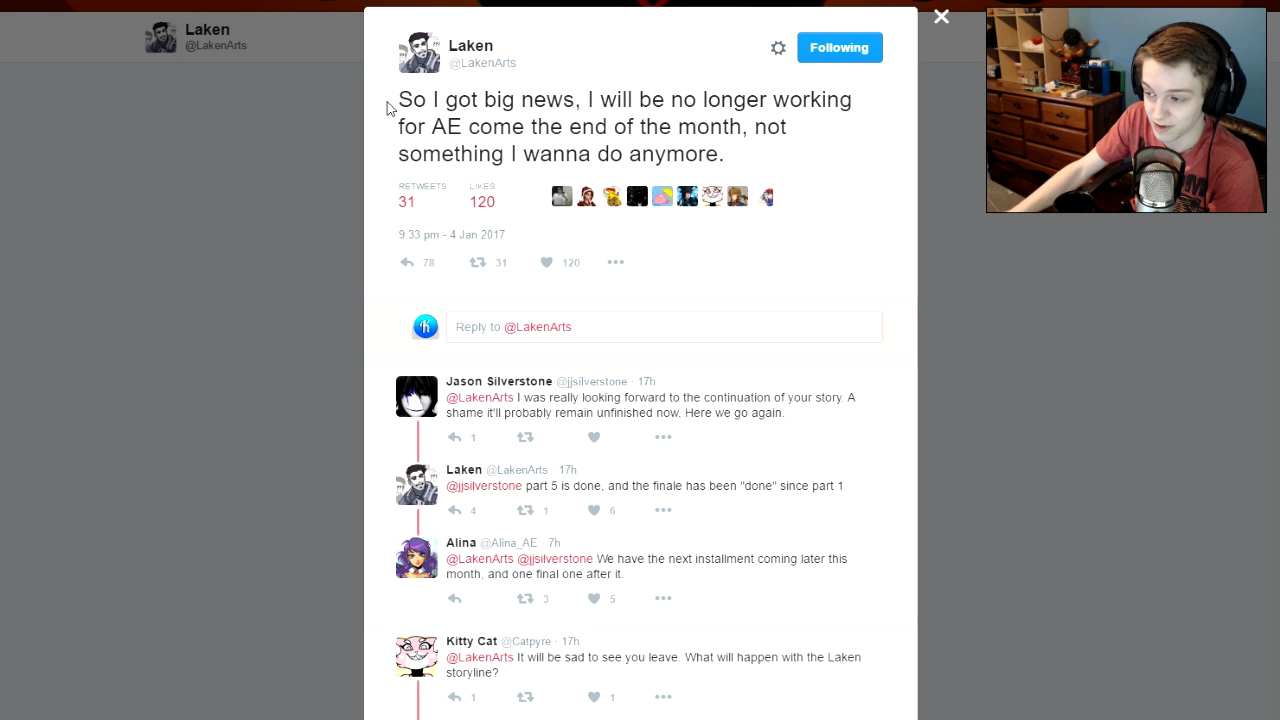 Laken
@LakenArts
Laken
@LakenArts
Following
So I got big news, I will be no longer working
for AE come the end of the month, not
something I wanna do anymore.
RETWEETS LIKES
31 120
9:33 pm - 4 Jan 2017
78 31 120 •••
Reply to @LakenArts
Jason Silverstone @jjsilverstone · 17h
@LakenArts I was really looking forward to the continuation of your story. A
shame it'll probably remain unfinished now. Here we go again.
1 •••
Laken @LakenArts 17h
@jjsilverstone part 5 is done, and the finale has been "done" since part 1
4 1 6 •••
Alina @Alina_AE 7h
@LakenArts @jjsilverstone We have the next installment coming later this
month, and one final one after it.
3 5 •••
Kitty Cat @Catpyre · 17h
@LakenArts It will be sad to see you leave. What will happen with the Laken
storyline?
1 1 •••